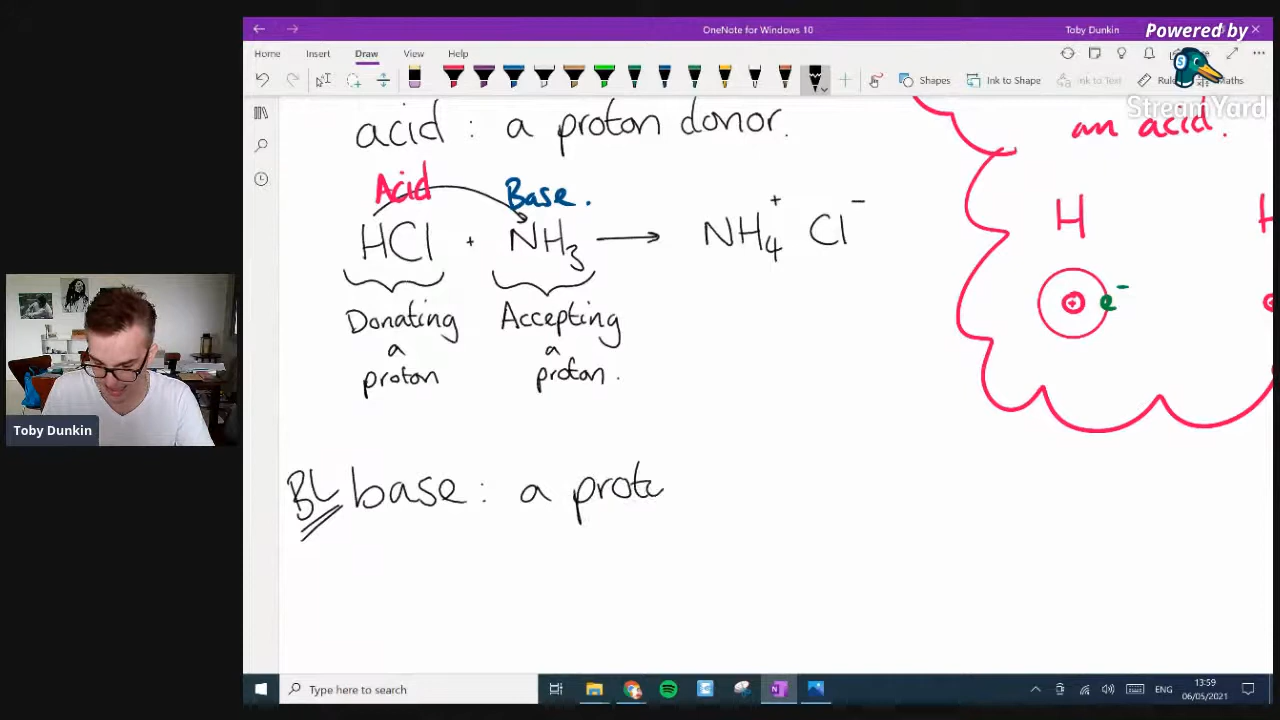 OneNote for Windows 10
Toby Dunkin
Powered by
StreamYard
Home Insert Draw View Help
Shapes Ink to Shape Ink to Text Maths
acid : a proton donor.
an acid.
Acid Base.
HCl + NH3 ⟶ NH4+ Cl−
H H
e−
Donating
a
proton
Accepting
a
proton.
BL base: a proto
Toby Dunkin
Type here to search
ENG
13:59
06/05/2021